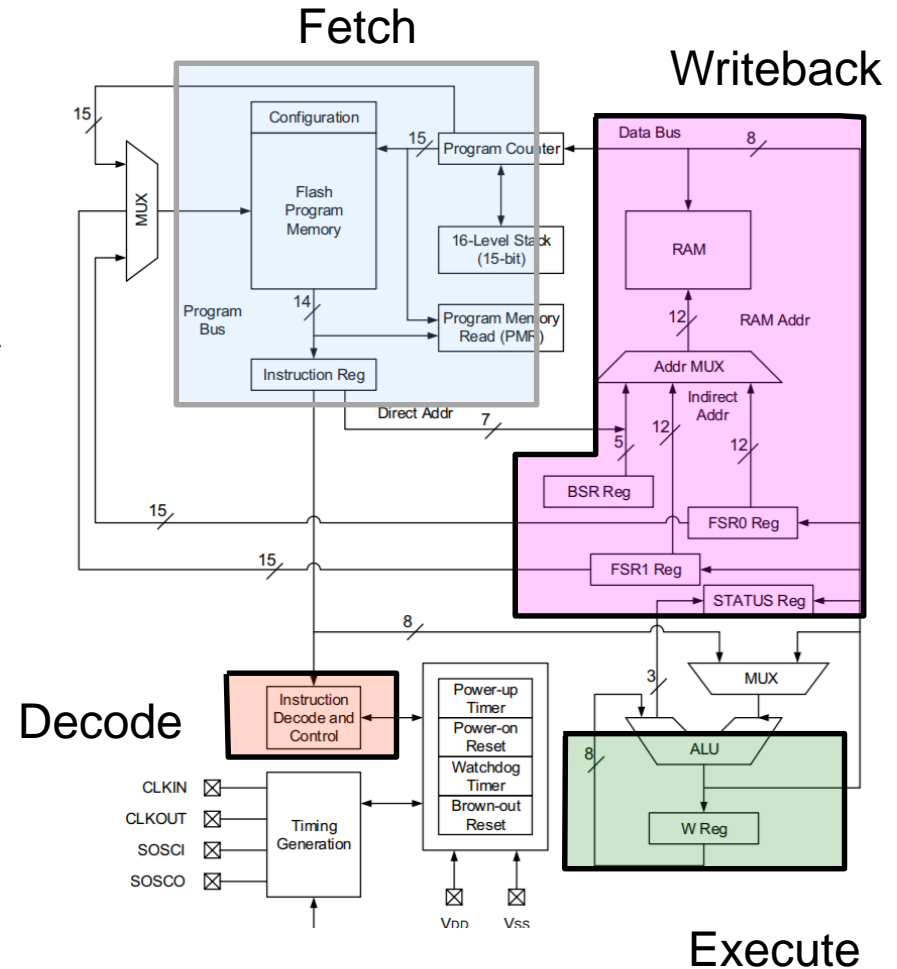 Fetch
Writeback
15
Configuration
Data Bus
8
15
Program Counter
MUX
Flash
Program
Memory
16-Level Stack
(15-bit)
RAM
14
Program
Bus
Program Memory
Read (PMR)
12
RAM Addr
Instruction Reg
Addr MUX
Direct Addr
7
Indirect
Addr
5
12
12
BSR Reg
15
FSR0 Reg
15
FSR1 Reg
STATUS Reg
8
3
MUX
Decode
Instruction
Decode and
Control
Power-up
Timer
Power-on
Reset
Watchdog
Timer
Brown-out
Reset
8
ALU
W Reg
CLKIN
CLKOUT
SOSCI
SOSCO
Timing
Generation
VDD
VSS
Execute